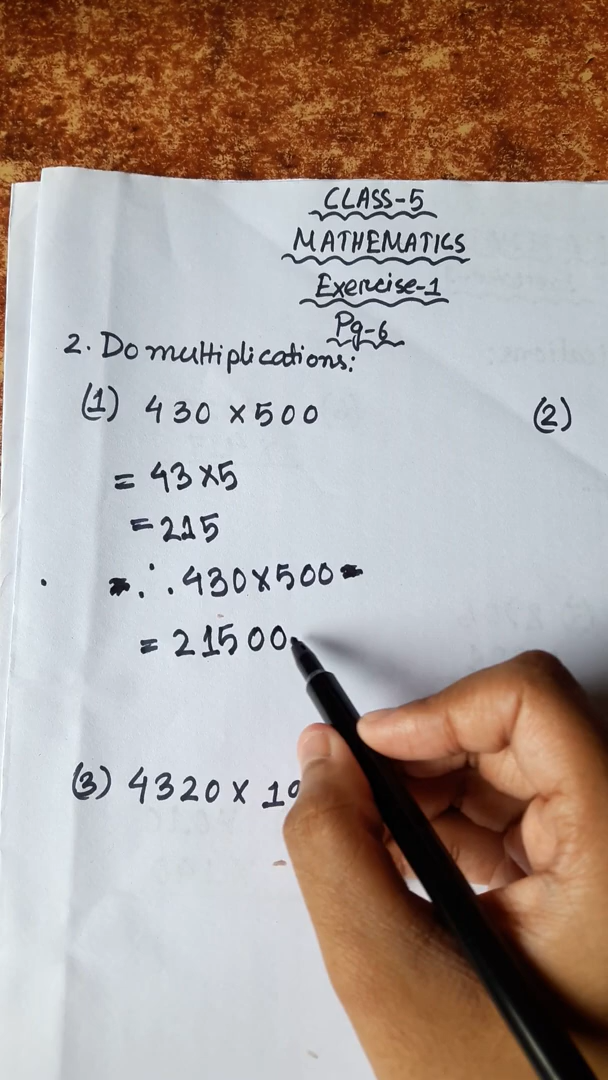 CLASS-5
MATHEMATICS
Exercise-1
Pg-6
2. Do multiplications:
(1) 430 × 500
(2)
= 43 × 5
= 215
∴ 430 × 500
= 21500
(3) 4320 × 10